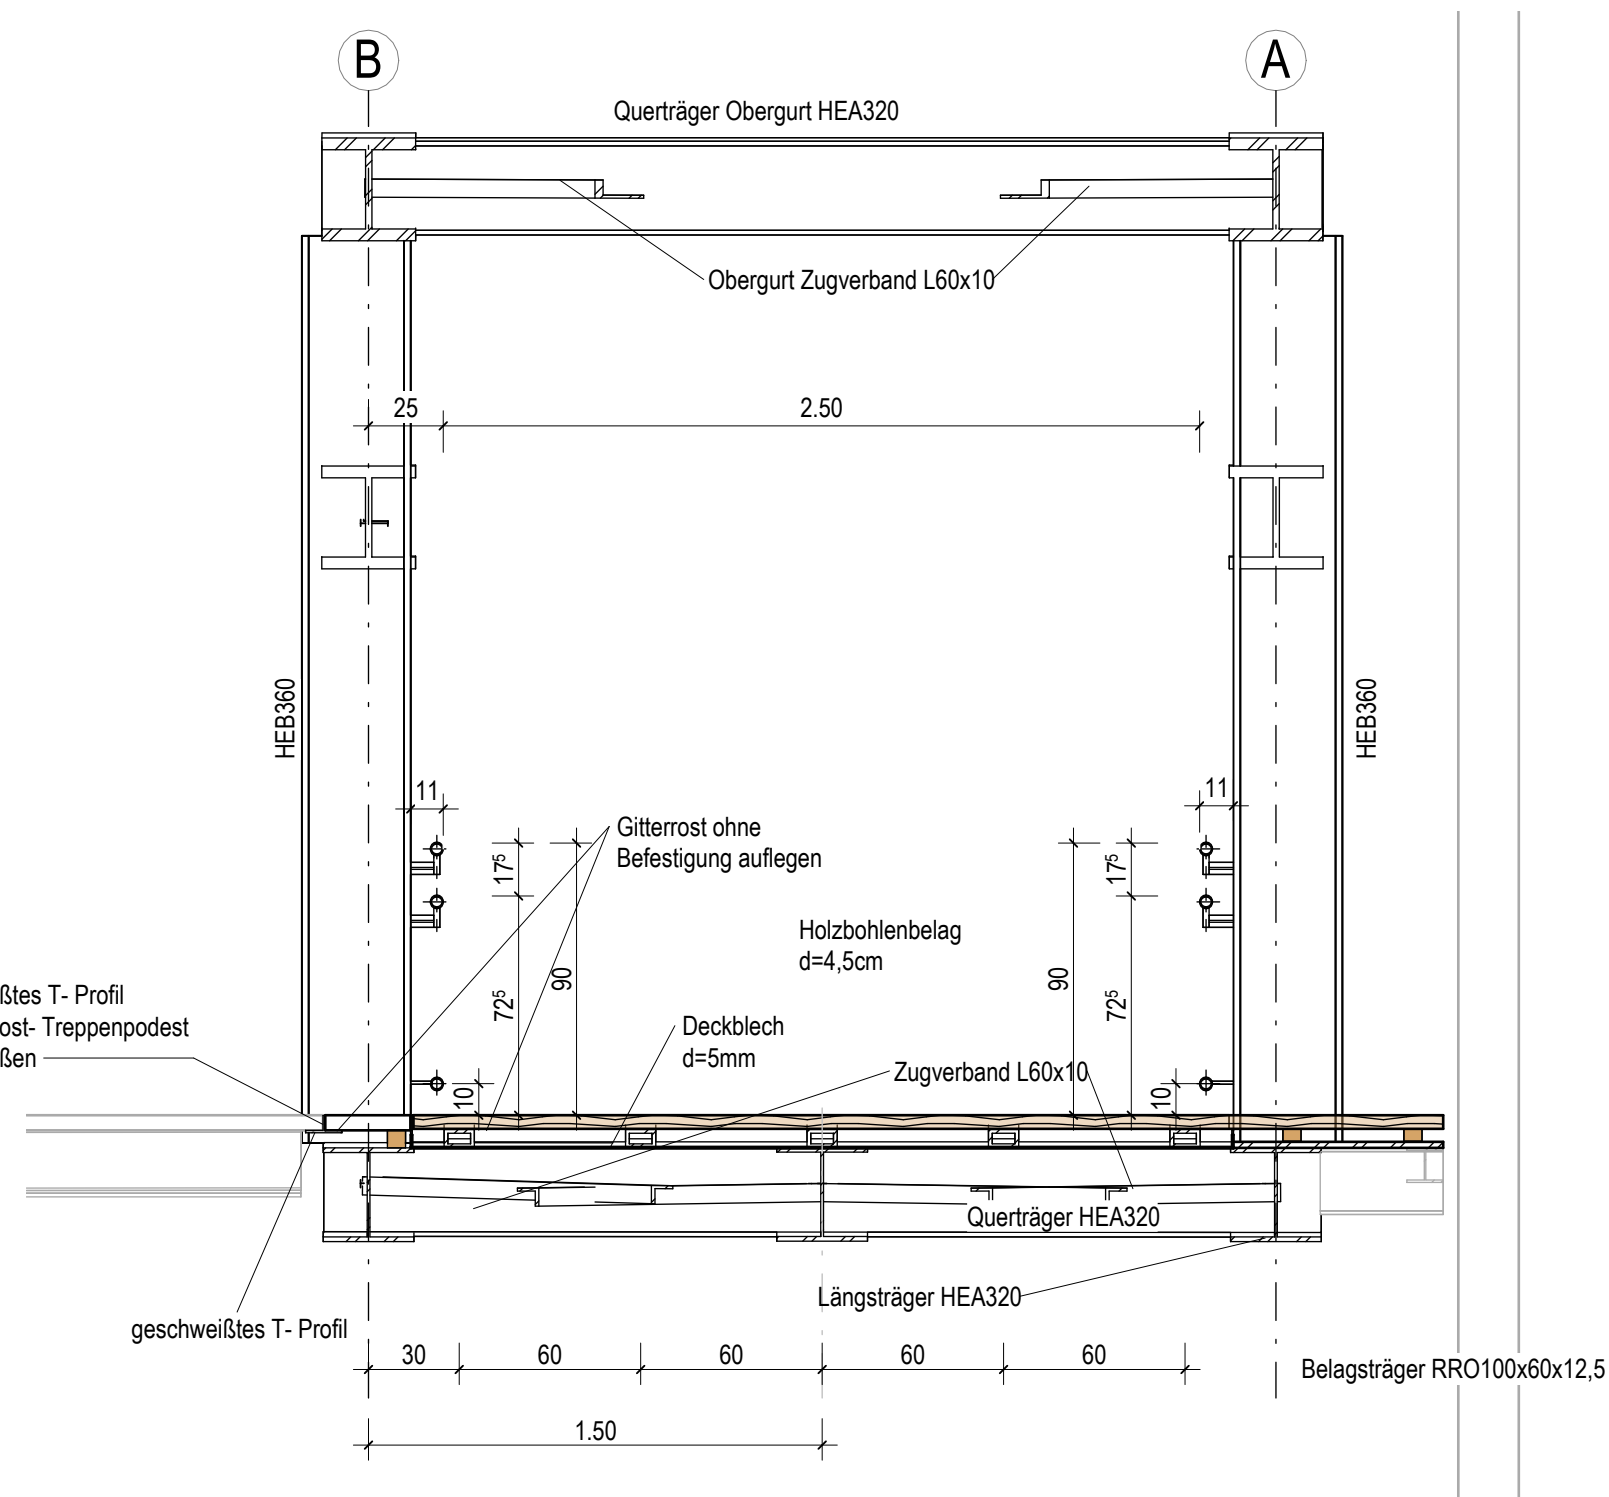 B
A
Querträger Obergurt HEA320
Obergurt Zugverband L60x10
25
2.50
HEB360
HEB360
11
11
Gitterrost ohne
Befestigung auflegen
17⁵
17⁵
Holzbohlenbelag
d=4,5cm
90
90
72⁵
72⁵
ßtes T- Profil
ost- Treppenpodest
ßen
Deckblech
d=5mm
Zugverband L60x10
10
10
Querträger HEA320
Längsträger HEA320
geschweißtes T- Profil
30
60
60
60
60
Belagsträger RRO100x60x12,5
1.50